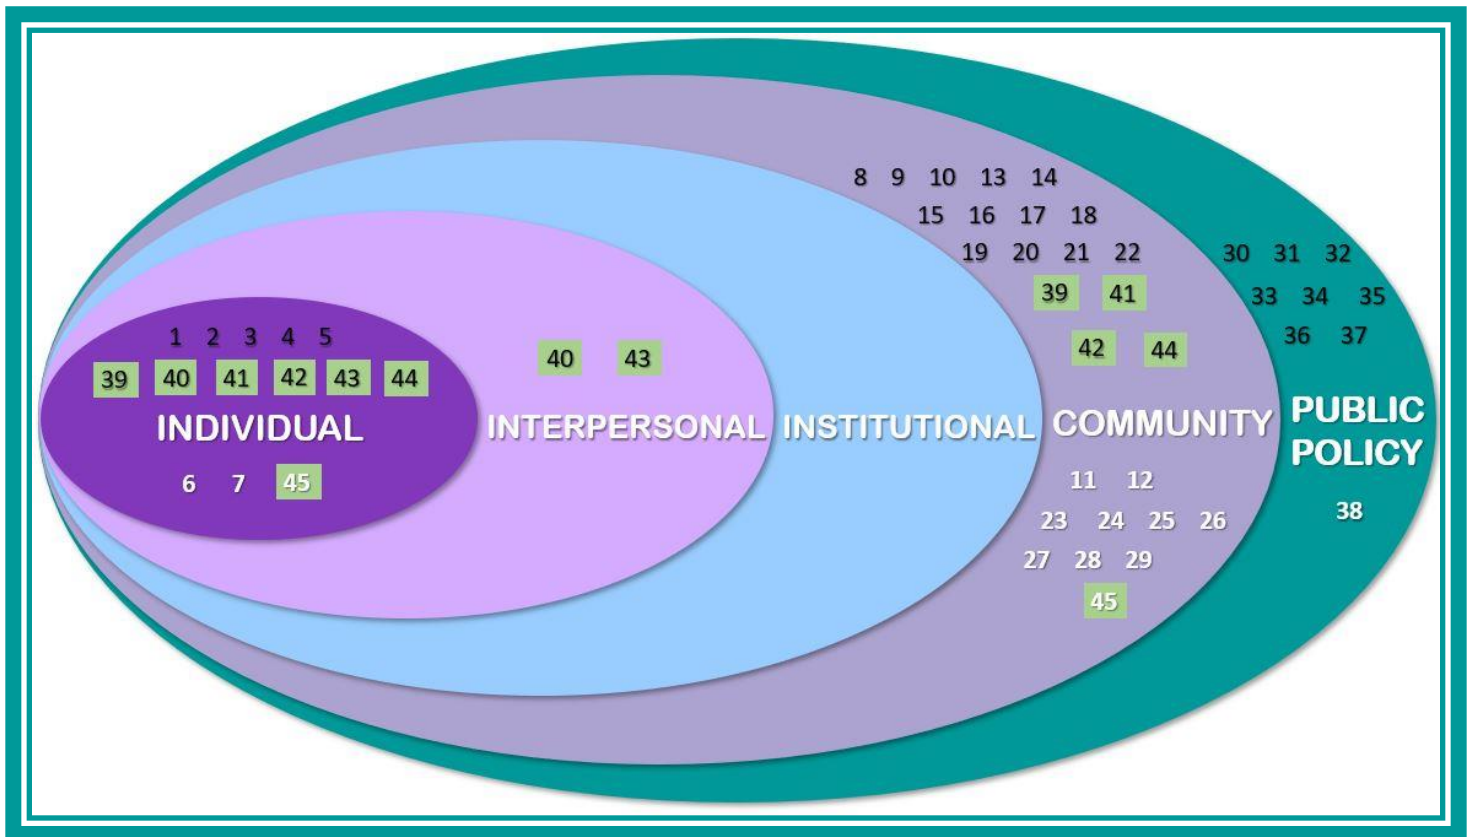 8 9 10 13 14
15 16 17 18
19 20 21 22
39 41
42 44
30 31 32
33 34 35
36 37
1 2 3 4 5
39 40 41 42 43 44
40 43
INDIVIDUAL
INTERPERSONAL
INSTITUTIONAL
COMMUNITY
PUBLIC
POLICY
6 7 45
11 12
23 24 25 26
27 28 29
45
38